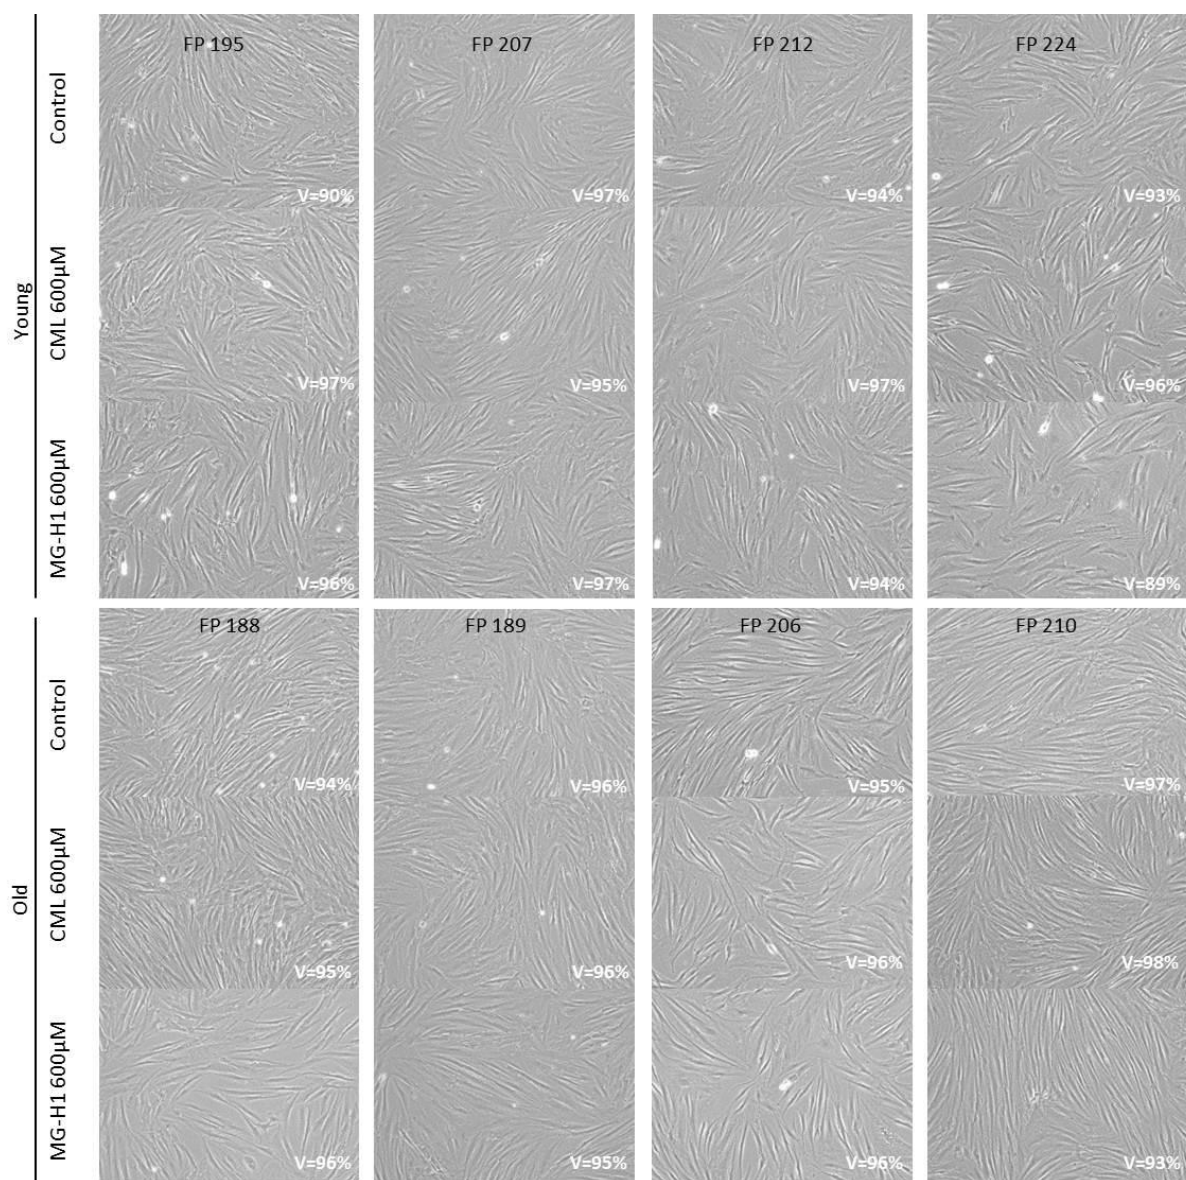 FP 195 FP 207 FP 212 FP 224
Young
Control
V=90% V=97% V=94% V=93%
CML 600µM
V=97% V=95% V=97% V=96%
MG-H1 600µM
V=96% V=97% V=94% V=89%
FP 188 FP 189 FP 206 FP 210
Old
Control
V=94% V=96% V=95% V=97%
CML 600µM
V=95% V=96% V=96% V=98%
MG-H1 600µM
V=96% V=95% V=96% V=93%